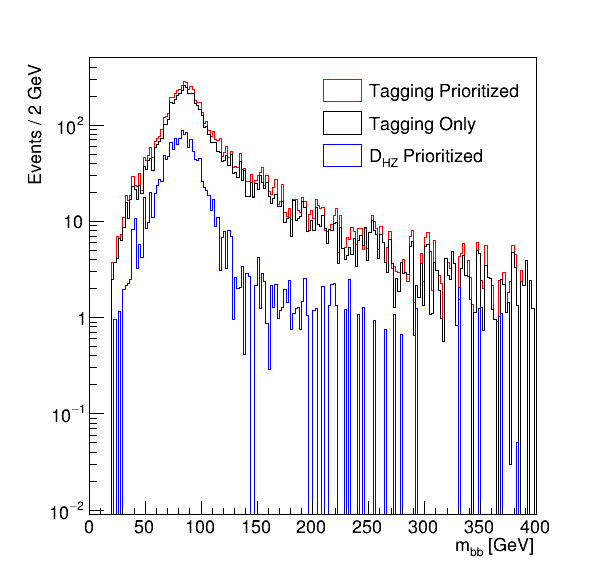 Events / 2 GeV
Tagging Prioritized
Tagging Only
D_HZ Prioritized
10²
10
1
10⁻¹
10⁻²
0 50 100 150 200 250 300 350 400
m_bb [GeV]